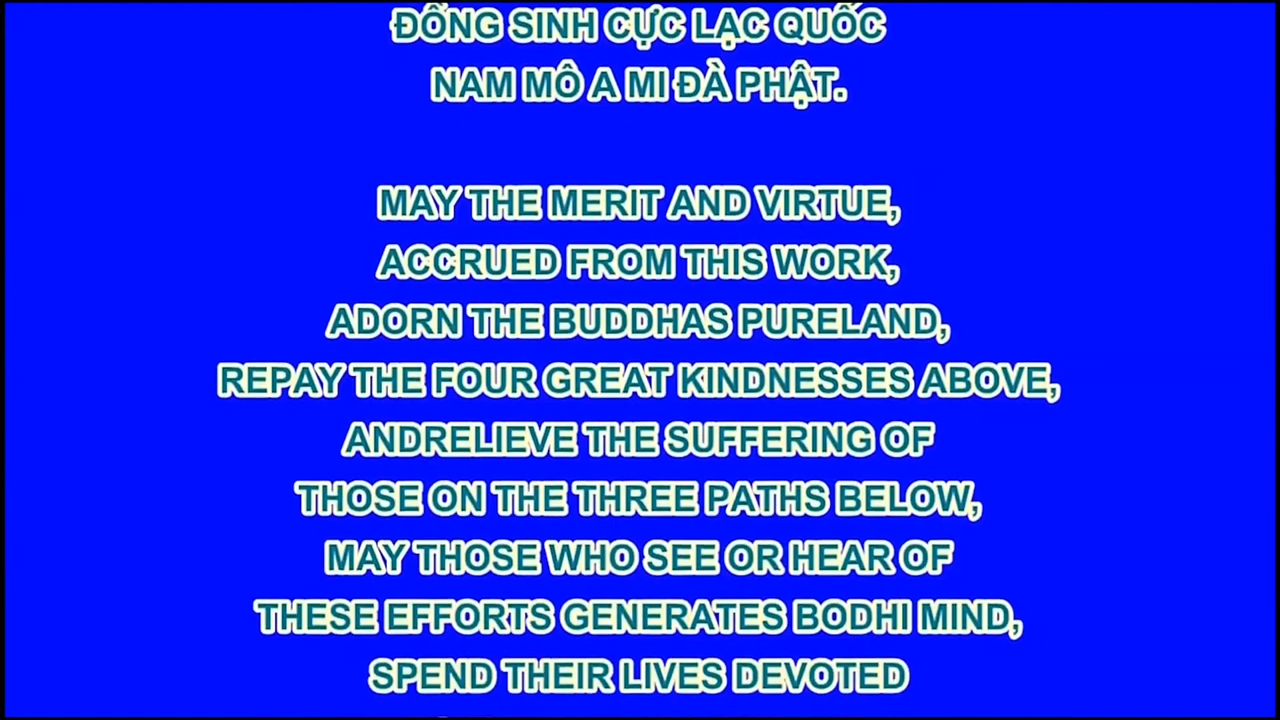 ĐỒNG SINH CỰC LẠC QUỐC
NAM MÔ A MI ĐÀ PHẬT.
MAY THE MERIT AND VIRTUE,
ACCRUED FROM THIS WORK,
ADORN THE BUDDHAS PURELAND,
REPAY THE FOUR GREAT KINDNESSES ABOVE,
ANDRELIEVE THE SUFFERING OF
THOSE ON THE THREE PATHS BELOW,
MAY THOSE WHO SEE OR HEAR OF
THESE EFFORTS GENERATES BODHI MIND,
SPEND THEIR LIVES DEVOTED